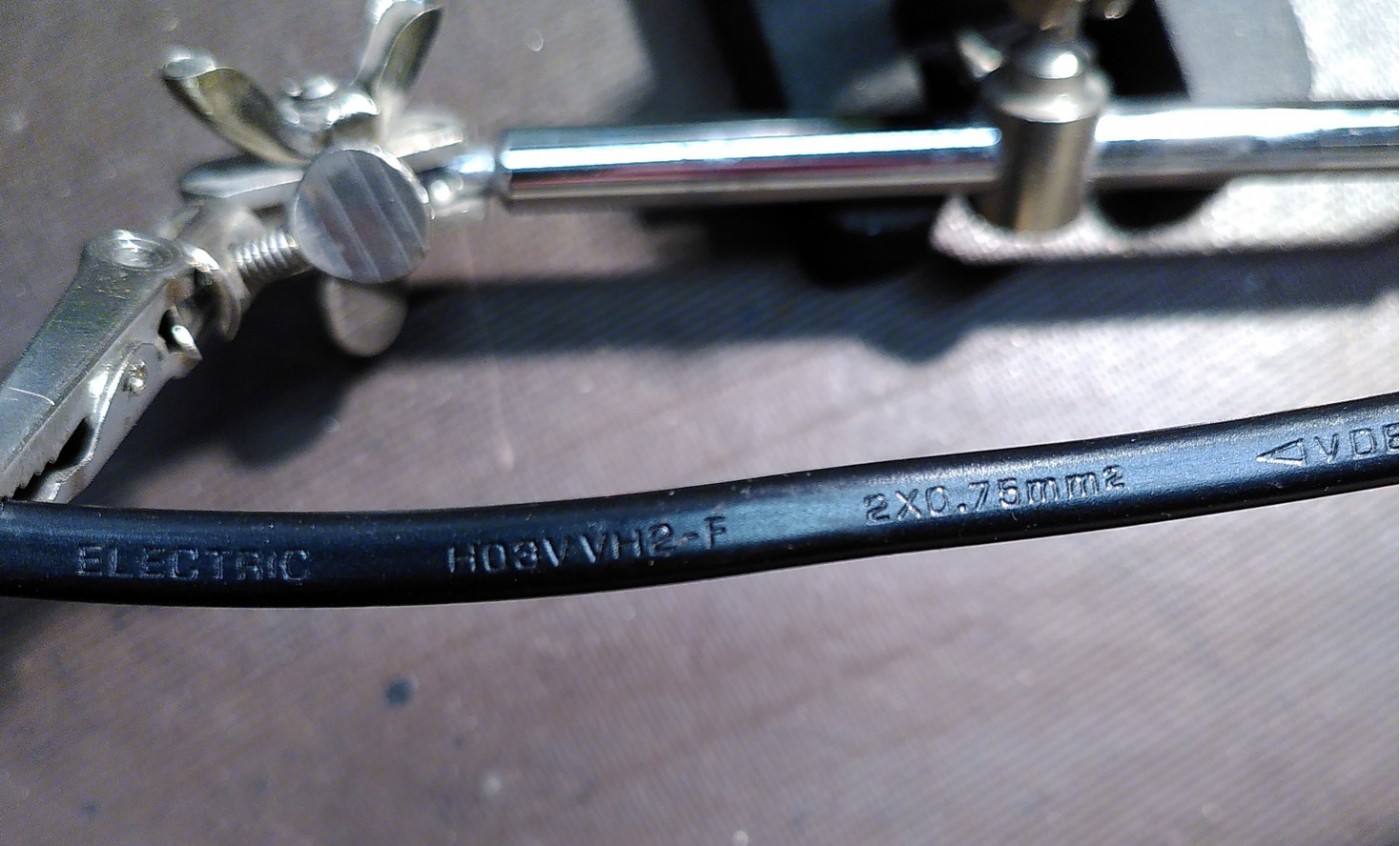 ELECTRIC H03VVH2-F 2X0.75mm² ◁VDE